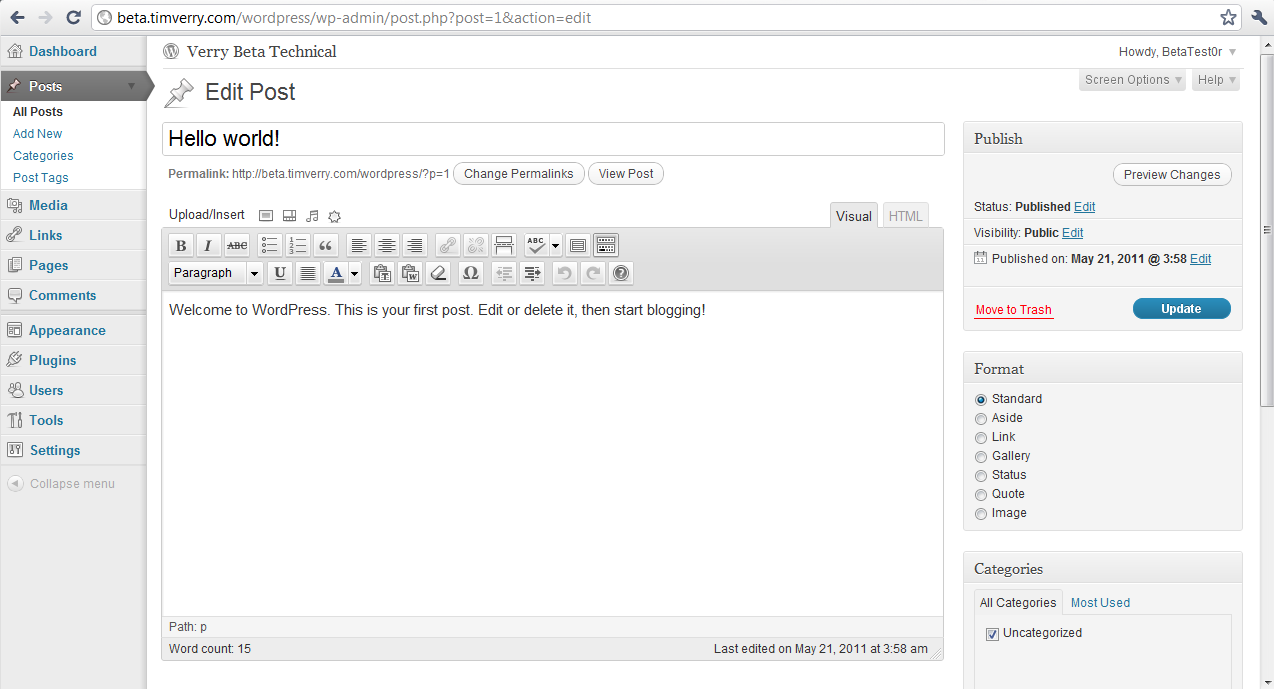 beta.timverry.com/wordpress/wp-admin/post.php?post=1&action=edit
Dashboard
Posts
All Posts
Add New
Categories
Post Tags
Media
Links
Pages
Comments
Appearance
Plugins
Users
Tools
Settings
Collapse menu
Verry Beta Technical
Howdy, BetaTest0r
Screen Options
Help
Edit Post
Hello world!
Permalink: http://beta.timverry.com/wordpress/?p=1 Change Permalinks View Post
Upload/Insert
Visual HTML
B I ABC ABC
Paragraph U A T W Ω
Welcome to WordPress. This is your first post. Edit or delete it, then start blogging!
Path: p
Word count: 15 Last edited on May 21, 2011 at 3:58 am
Publish
Preview Changes
Status: Published Edit
Visibility: Public Edit
Published on: May 21, 2011 @ 3:58 Edit
Move to Trash Update
Format
Standard
Aside
Link
Gallery
Status
Quote
Image
Categories
All Categories Most Used
Uncategorized